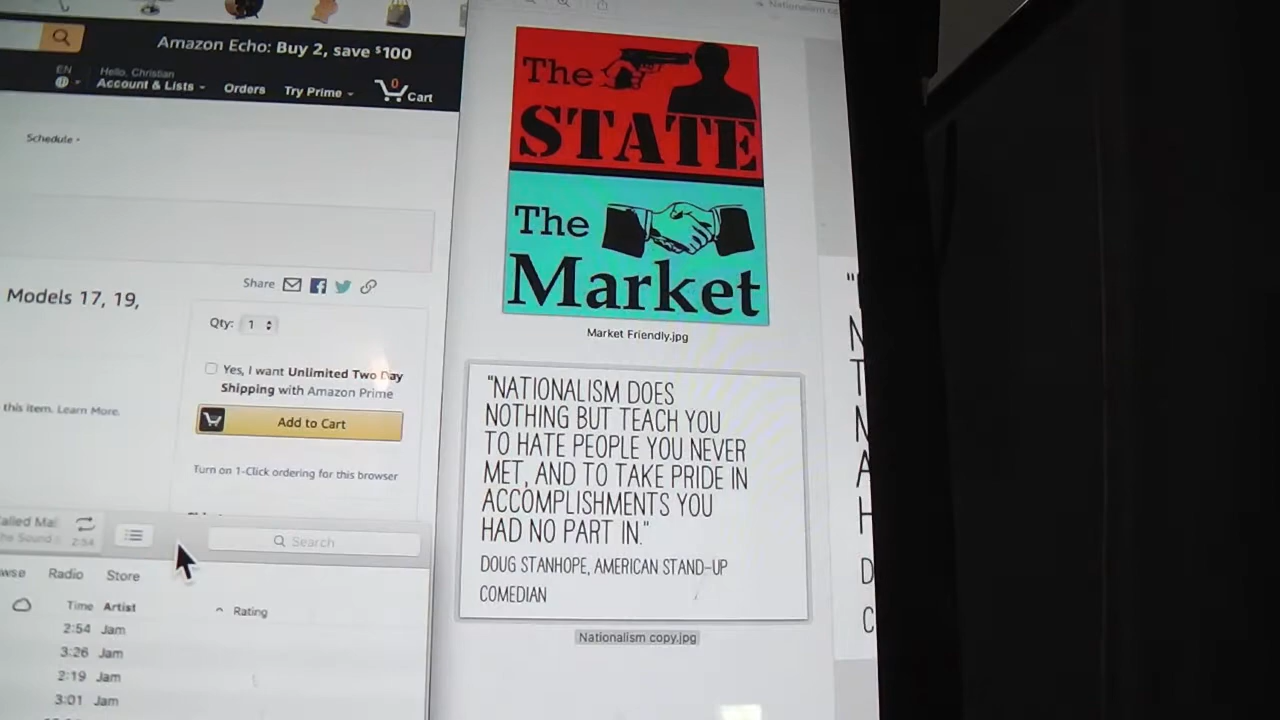 Amazon Echo: Buy 2, save $100
EN
Hello, Christian
Account & Lists
Orders
Try Prime
0
Cart
Schedule
Share
Models 17, 19,
Qty: 1
Yes, I want Unlimited Two Day
Shipping with Amazon Prime
this item. Learn More.
Add to Cart
Turn on 1-Click ordering for this browser
2:54
Search
Radio
Store
Time
Artist
Rating
2:54 Jam
3:26 Jam
2:19 Jam
3:01 Jam
Nationalism co
The
STATE
The
Market
Market Friendly.jpg
"NATIONALISM DOES
NOTHING BUT TEACH YOU
TO HATE PEOPLE YOU NEVER
MET, AND TO TAKE PRIDE IN
ACCOMPLISHMENTS YOU
HAD NO PART IN."
DOUG STANHOPE, AMERICAN STAND-UP
COMEDIAN
Nationalism copy.jpg